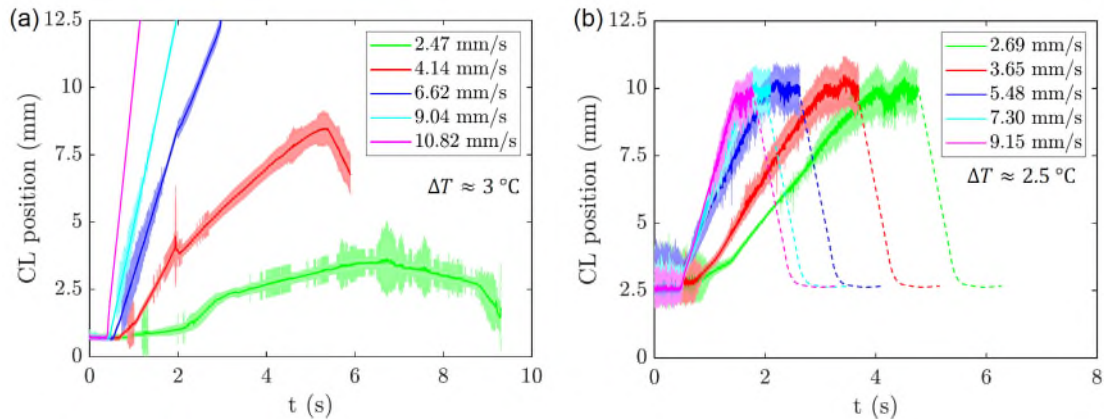 (a)
12.5
10
7.5
5
2.5
0
CL position (mm)
0 2 4 6 8 10
t (s)
2.47 mm/s
4.14 mm/s
6.62 mm/s
9.04 mm/s
10.82 mm/s
ΔT ≈ 3 °C
(b)
12.5
10
7.5
5
2.5
0
CL position (mm)
0 2 4 6 8
t (s)
2.69 mm/s
3.65 mm/s
5.48 mm/s
7.30 mm/s
9.15 mm/s
ΔT ≈ 2.5 °C